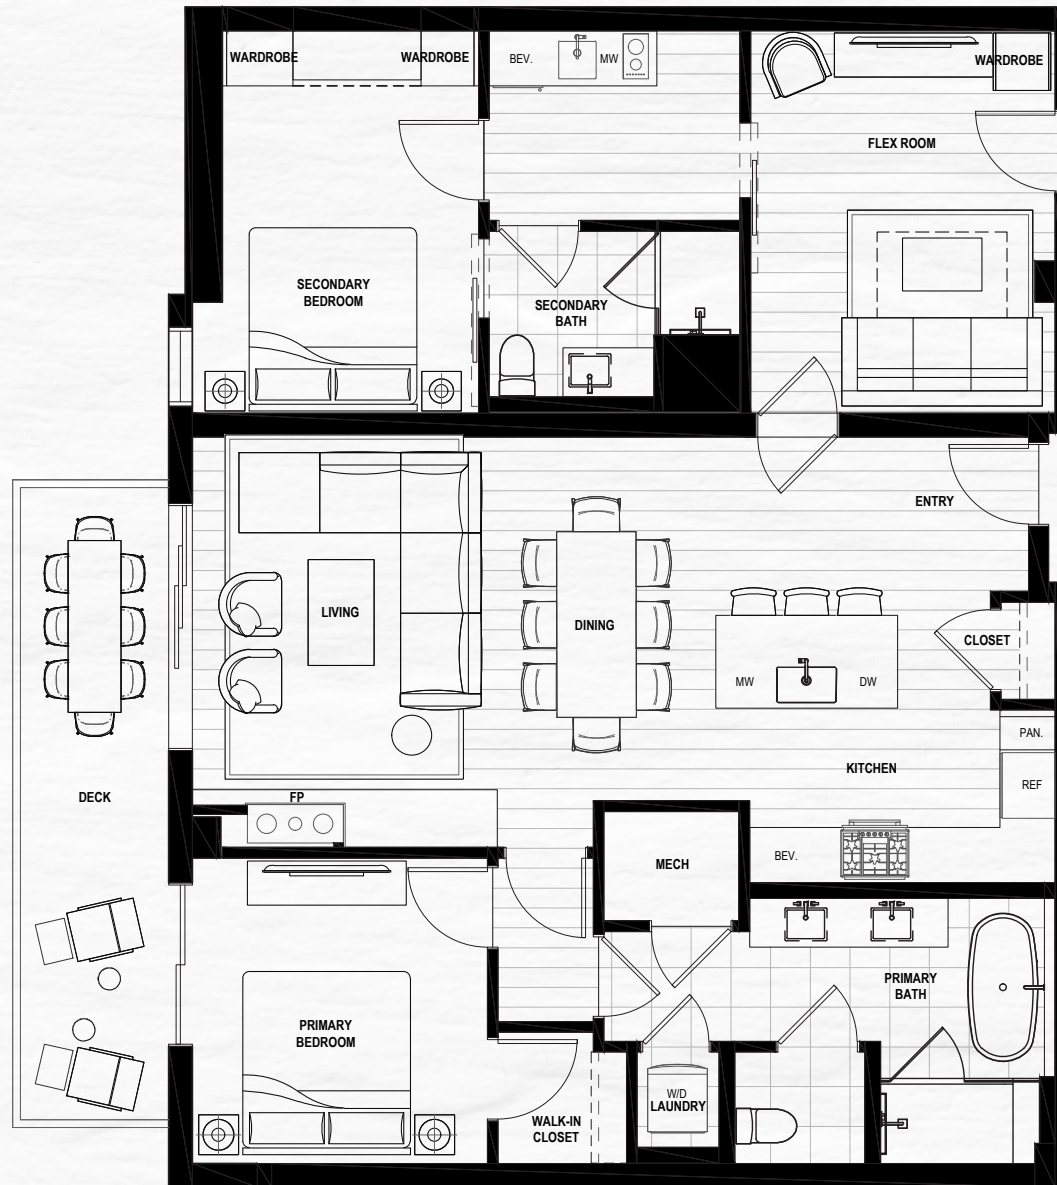 WARDROBE
WARDROBE
BEV.
MW
WARDROBE
FLEX ROOM
SECONDARY
BEDROOM
SECONDARY
BATH
ENTRY
LIVING
DINING
CLOSET
MW
DW
PAN.
KITCHEN
REF
DECK
FP
BEV.
MECH
PRIMARY
BATH
PRIMARY
BEDROOM
W/D
LAUNDRY
WALK-IN
CLOSET